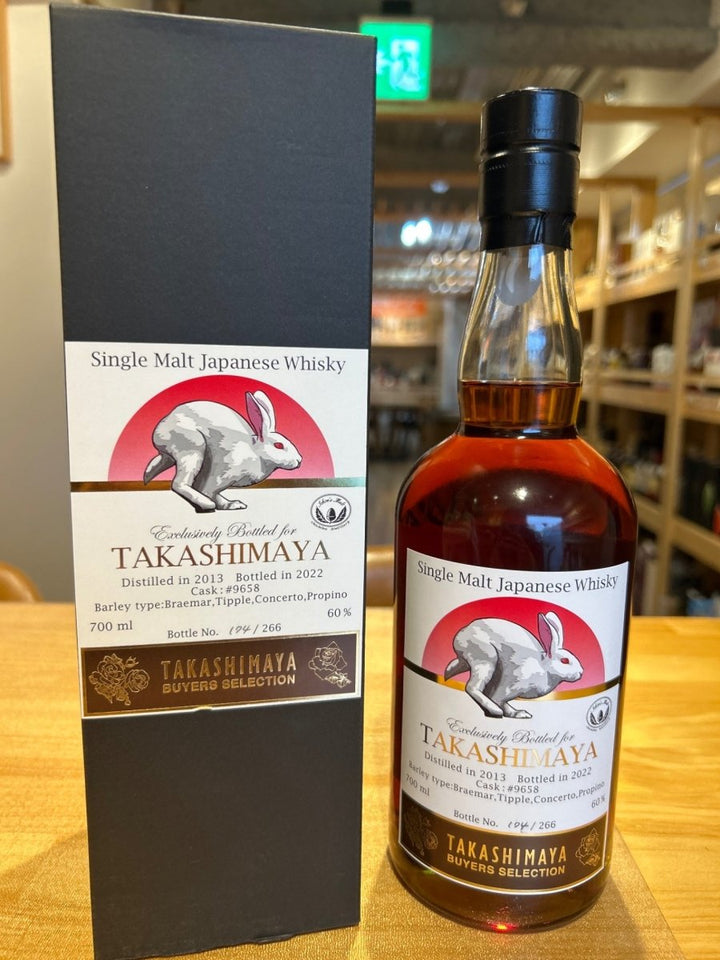 Single Malt Japanese Whisky
Ichiro's Malt
Exclusively Bottled for
TAKASHIMAYA
Distilled in 2013 Bottled in 2022
Cask:#9658
Barley type:Braemar,Tipple,Concerto,Propino
700 ml 60%
Bottle No. 194/266
TAKASHIMAYA
BUYERS SELECTION
Single Malt Japanese Whisky
Exclusively Bottled for
TAKASHIMAYA
Distilled in 2013 Bottled in 2022
Cask:#9658
Barley type:Braemar,Tipple,Concerto,Propino
700 ml 60%
Bottle No. 194/266
TAKASHIMAYA
BUYERS SELECTION